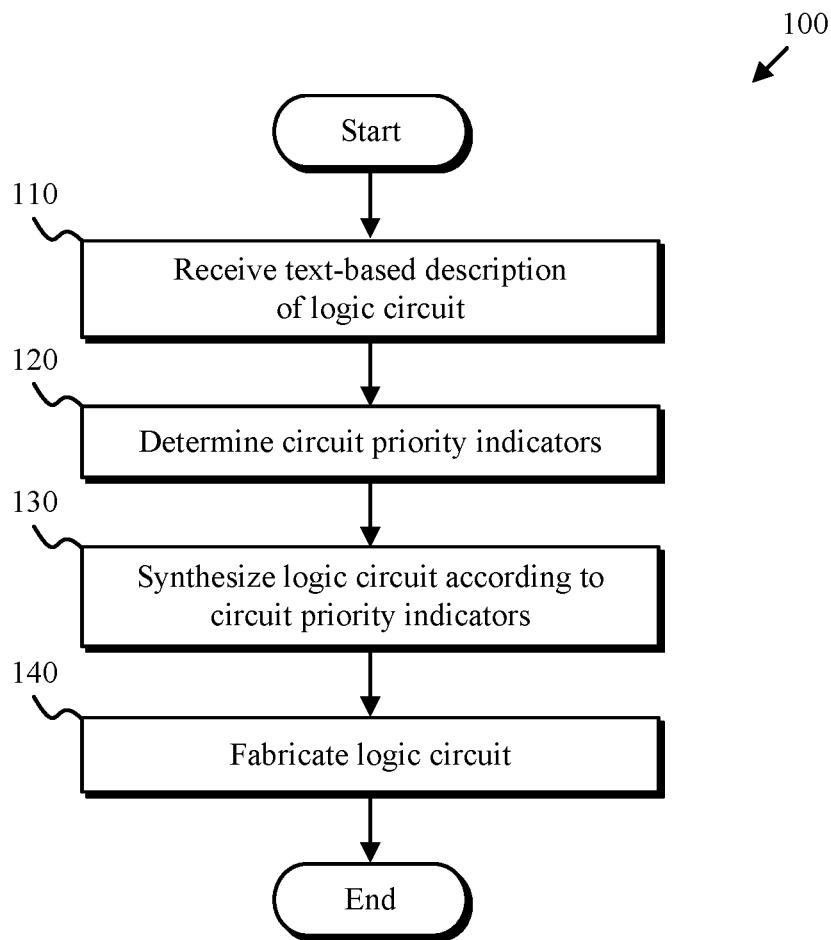 100
Start
110
Receive text-based description
of logic circuit
120
Determine circuit priority indicators
130
Synthesize logic circuit according to
circuit priority indicators
140
Fabricate logic circuit
End